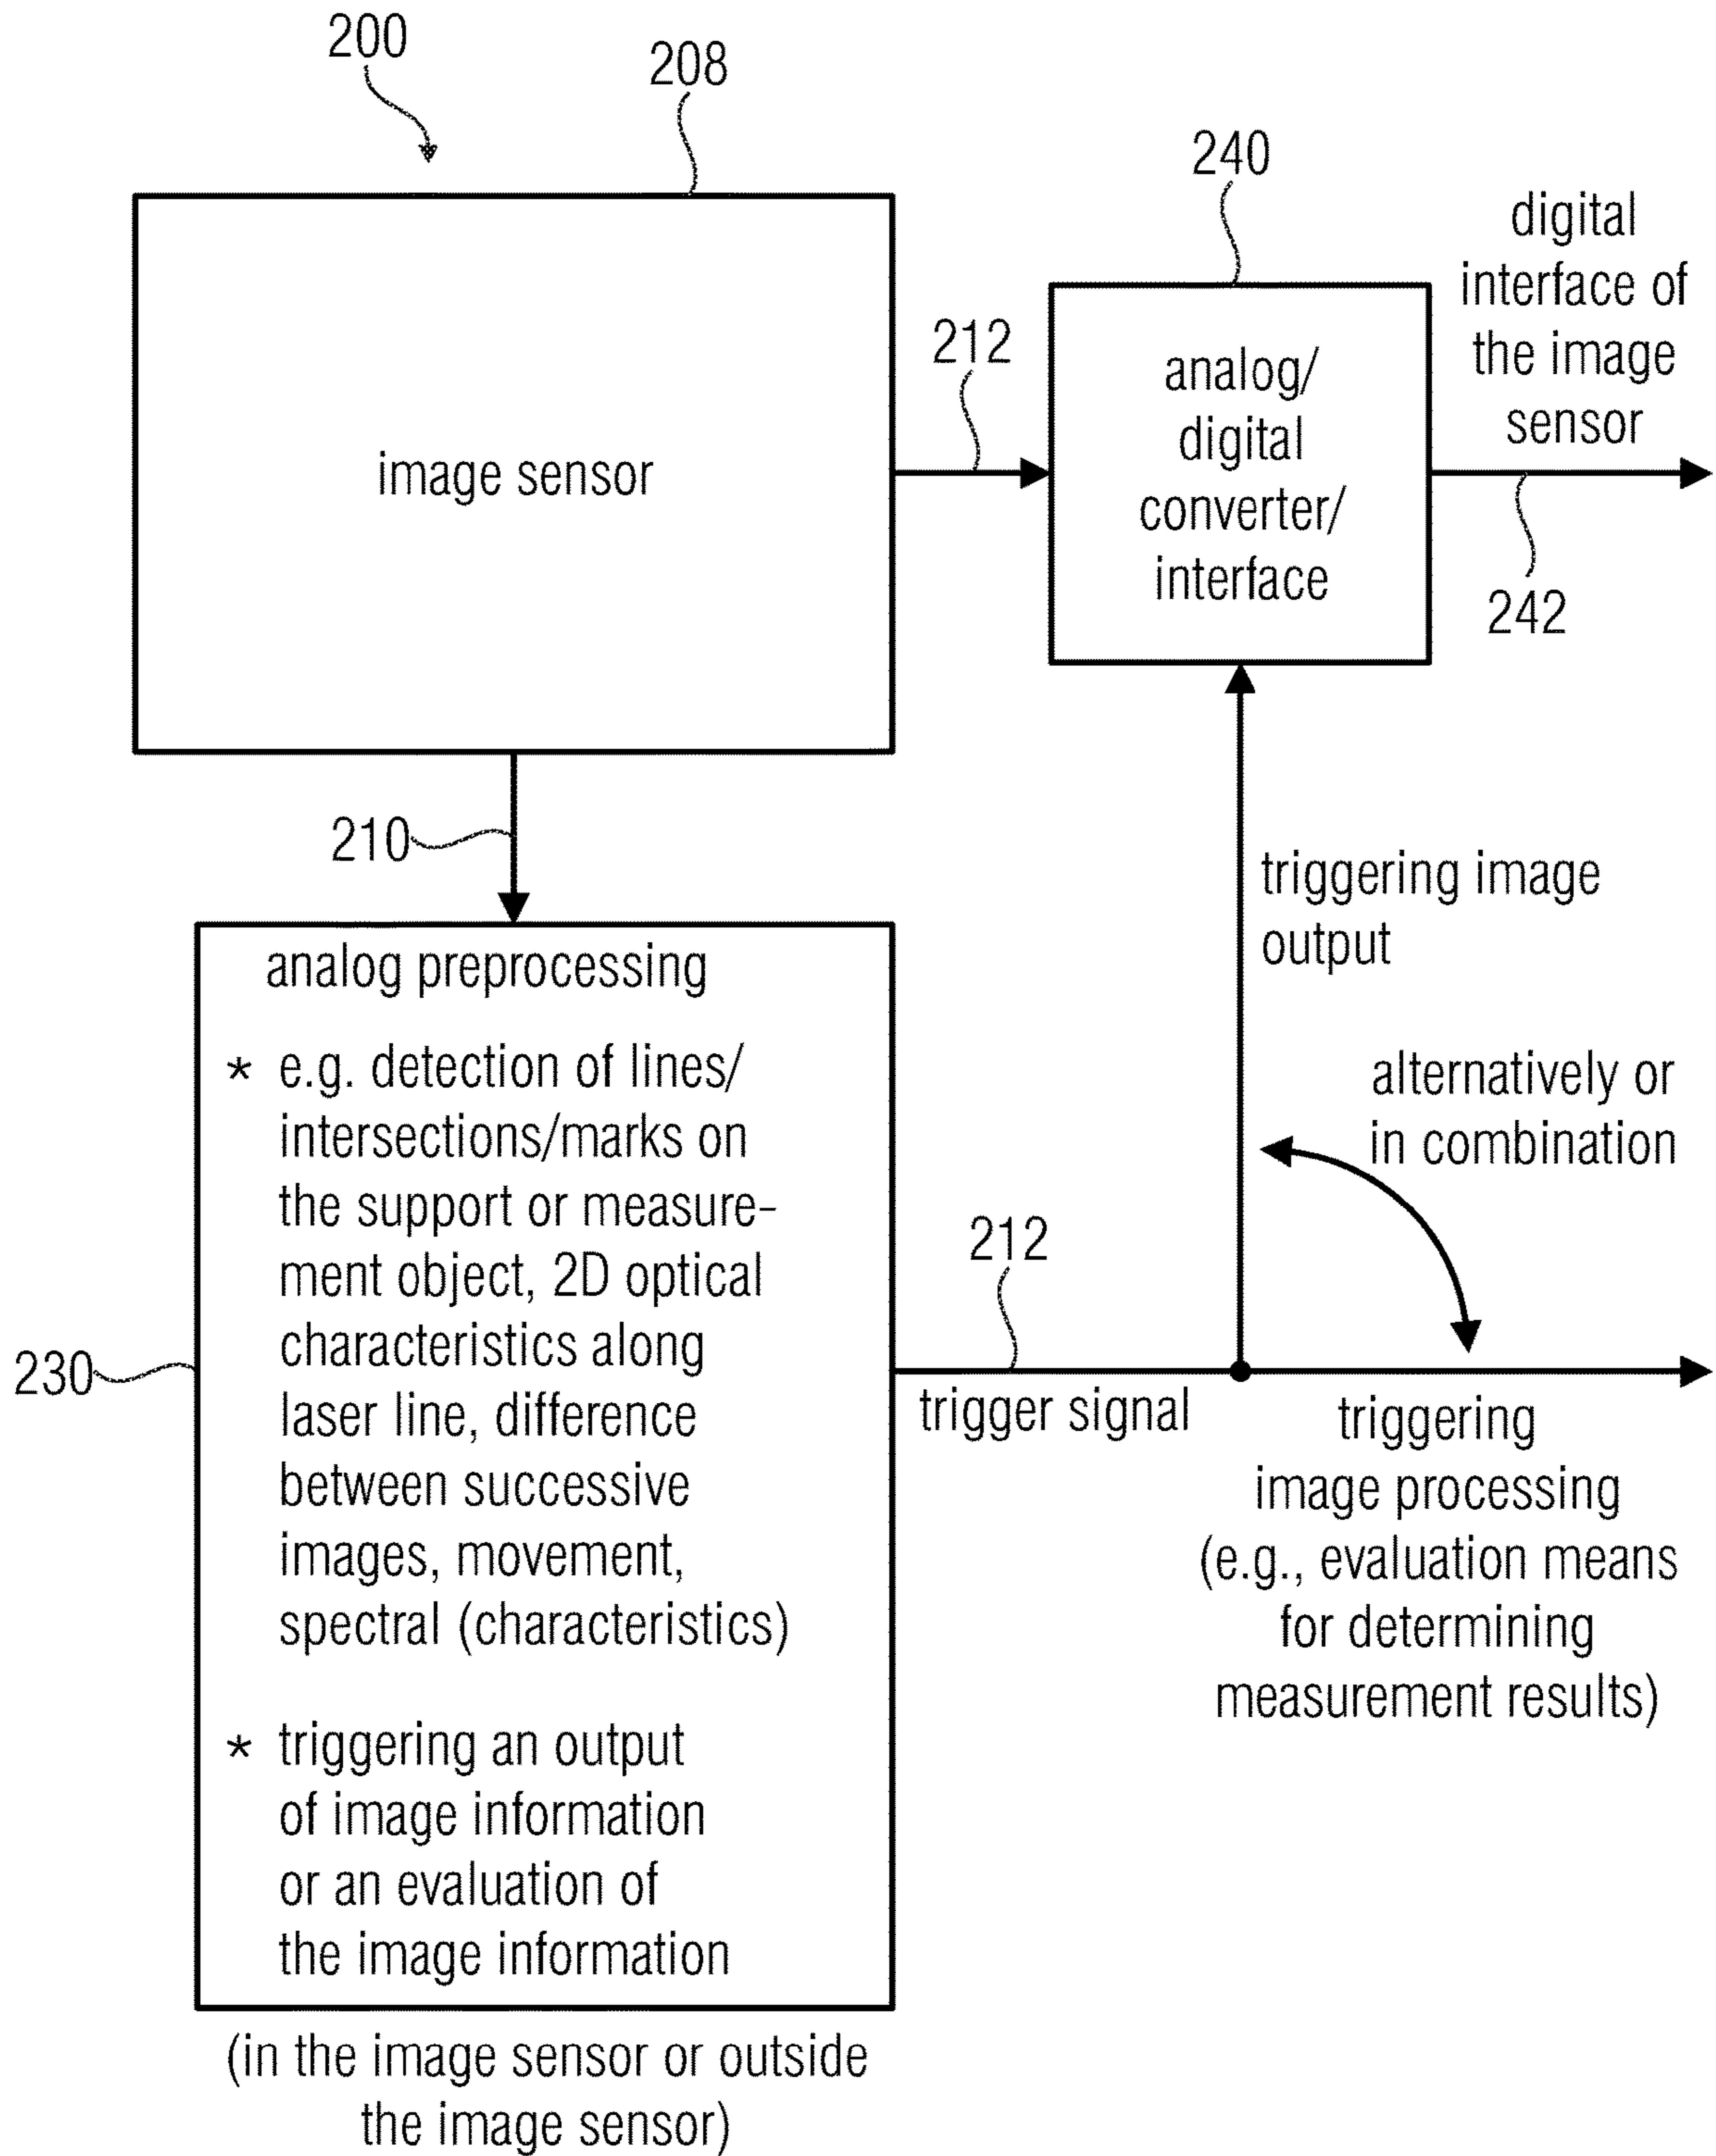 200
208
240
digital
interface of
the image
sensor
212
analog/
digital
converter/
interface
image sensor
242
210
triggering image
output
analog preprocessing
* e.g. detection of lines/
intersections/marks on
the support or measure-
ment object, 2D optical
characteristics along
laser line, difference
between successive
images, movement,
spectral (characteristics)
* triggering an output
of image information
or an evaluation of
the image information
alternatively or
in combination
212
230
trigger signal
triggering
image processing
(e.g., evaluation means
for determining
measurement results)
(in the image sensor or outside
the image sensor)